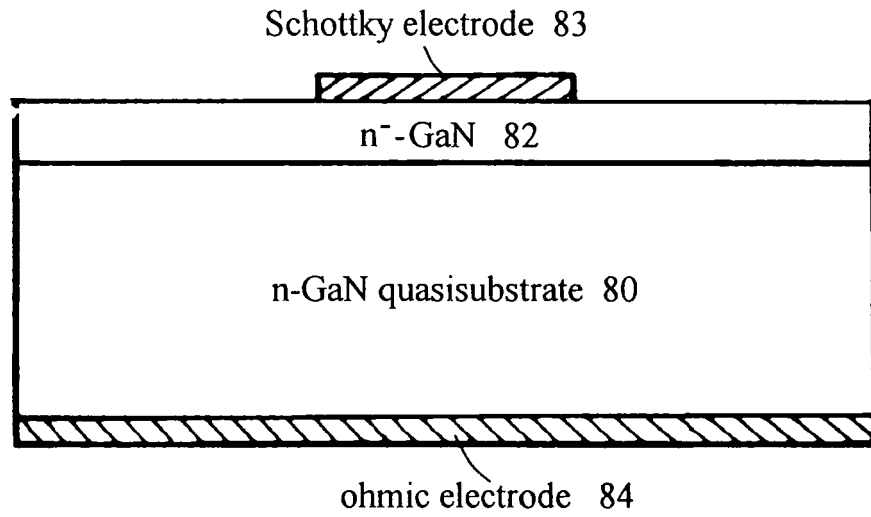 Schottky electrode 83
n⁻-GaN 82
n-GaN quasisubstrate 80
ohmic electrode 84